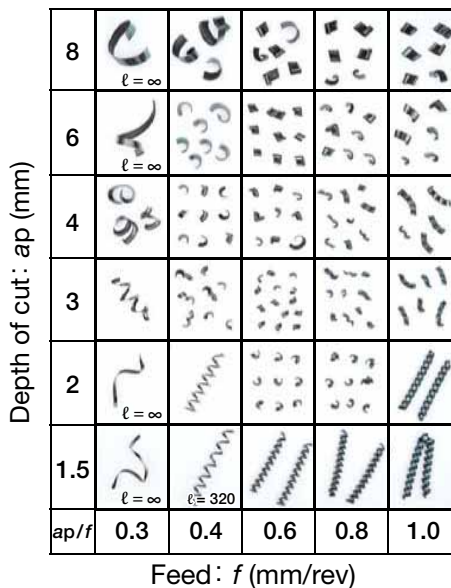 Depth of cut: ap (mm)
8
ℓ = ∞
6
ℓ = ∞
4
3
2
ℓ = ∞
1.5
ℓ = ∞
ℓ = 320
ap/f 0.3 0.4 0.6 0.8 1.0
Feed: f (mm/rev)